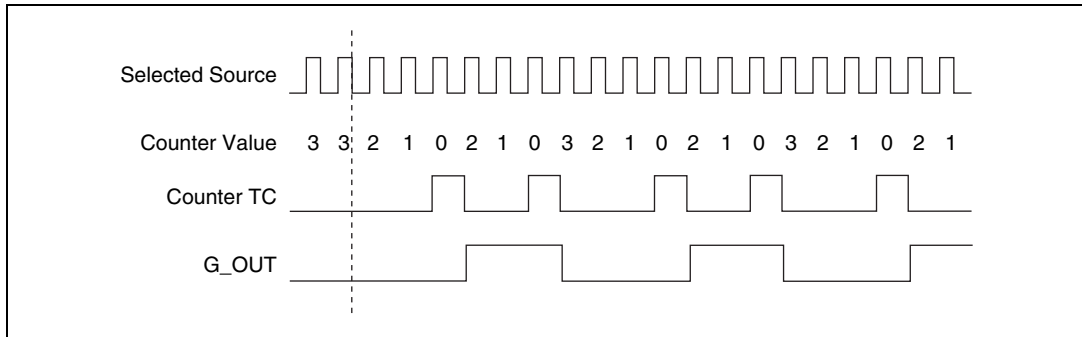 Selected Source
Counter Value 3 3 2 1 0 2 1 0 3 2 1 0 2 1 0 3 2 1 0 2 1
Counter TC
G_OUT